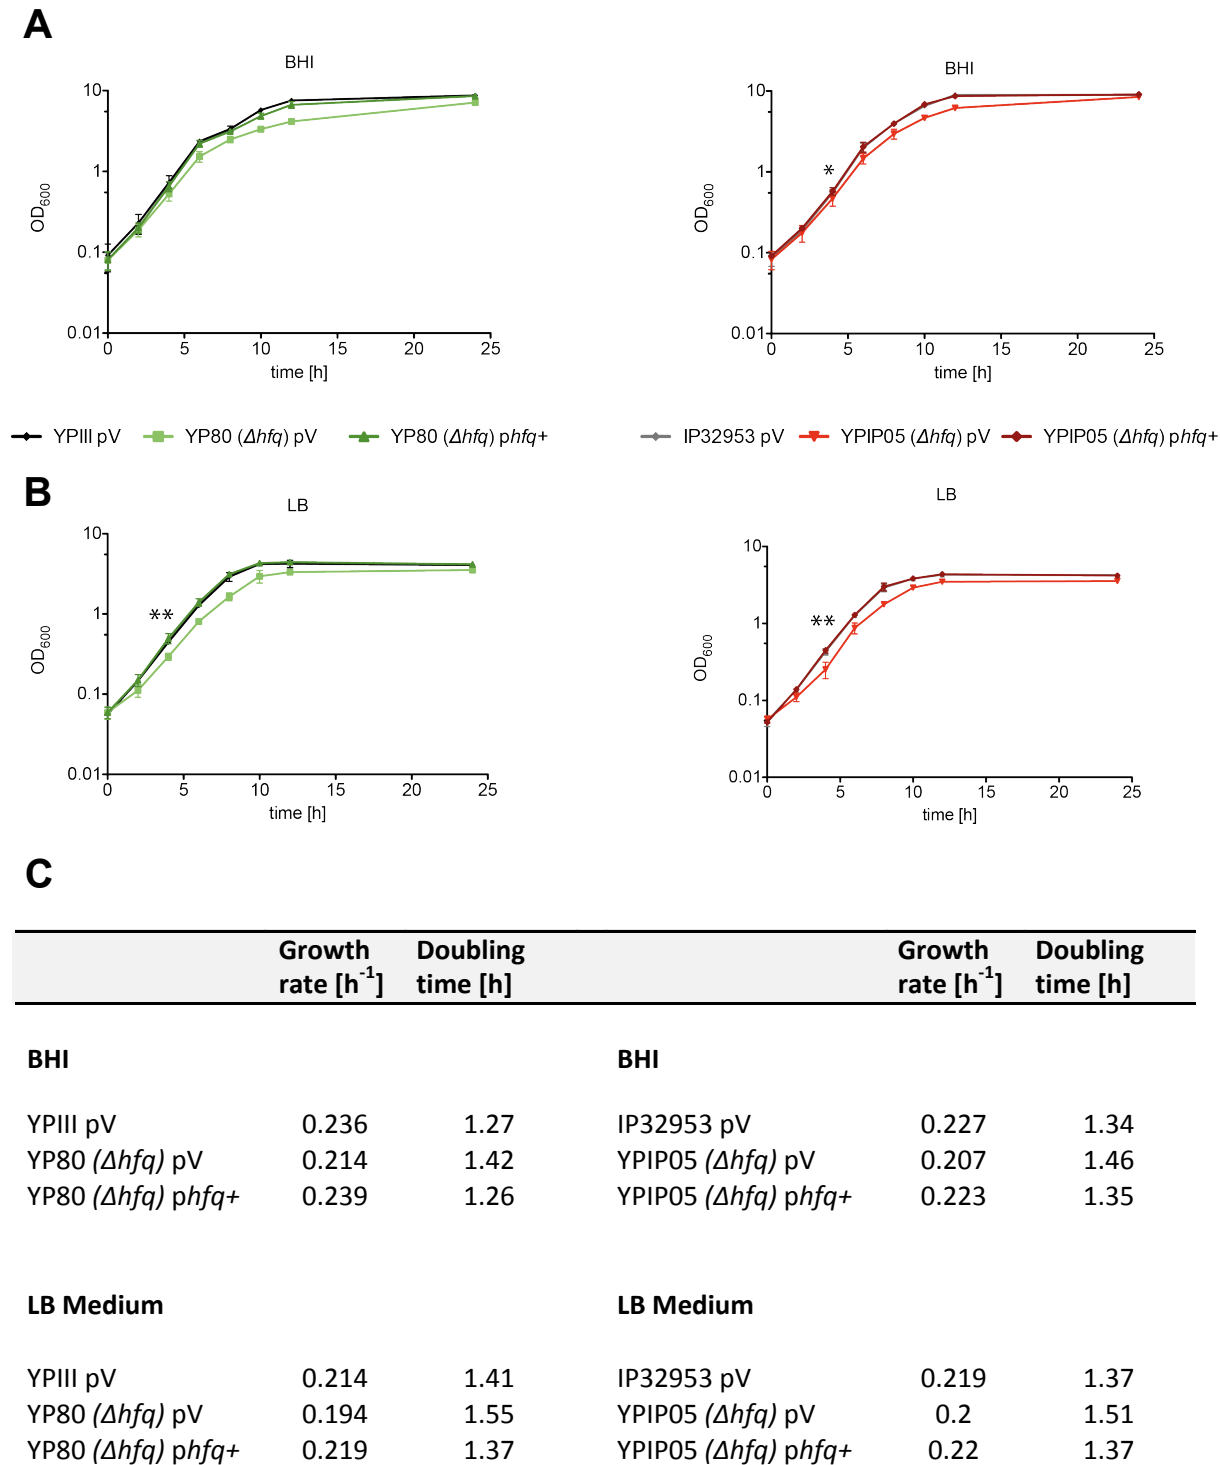 A
BHI
10
1
0.1
0.01
OD600
0 5 10 15 20 25
time [h]
BHI
10
1
0.1
0.01
OD600
*
0 5 10 15 20 25
time [h]
YPIII pV YP80 (Δhfq) pV YP80 (Δhfq) phfq+
IP32953 pV YPIP05 (Δhfq) pV YPIP05 (Δhfq) phfq+
B
LB
10
1
0.1
0.01
OD600
**
0 5 10 15 20 25
time [h]
LB
10
1
0.1
0.01
OD600
**
0 5 10 15 20 25
time [h]
C
Growth Doubling Growth Doubling
rate [h-1] time [h] rate [h-1] time [h]
BHI BHI
YPIII pV 0.236 1.27 IP32953 pV 0.227 1.34
YP80 (Δhfq) pV 0.214 1.42 YPIP05 (Δhfq) pV 0.207 1.46
YP80 (Δhfq) phfq+ 0.239 1.26 YPIP05 (Δhfq) phfq+ 0.223 1.35
LB Medium LB Medium
YPIII pV 0.214 1.41 IP32953 pV 0.219 1.37
YP80 (Δhfq) pV 0.194 1.55 YPIP05 (Δhfq) pV 0.2 1.51
YP80 (Δhfq) phfq+ 0.219 1.37 YPIP05 (Δhfq) phfq+ 0.22 1.37